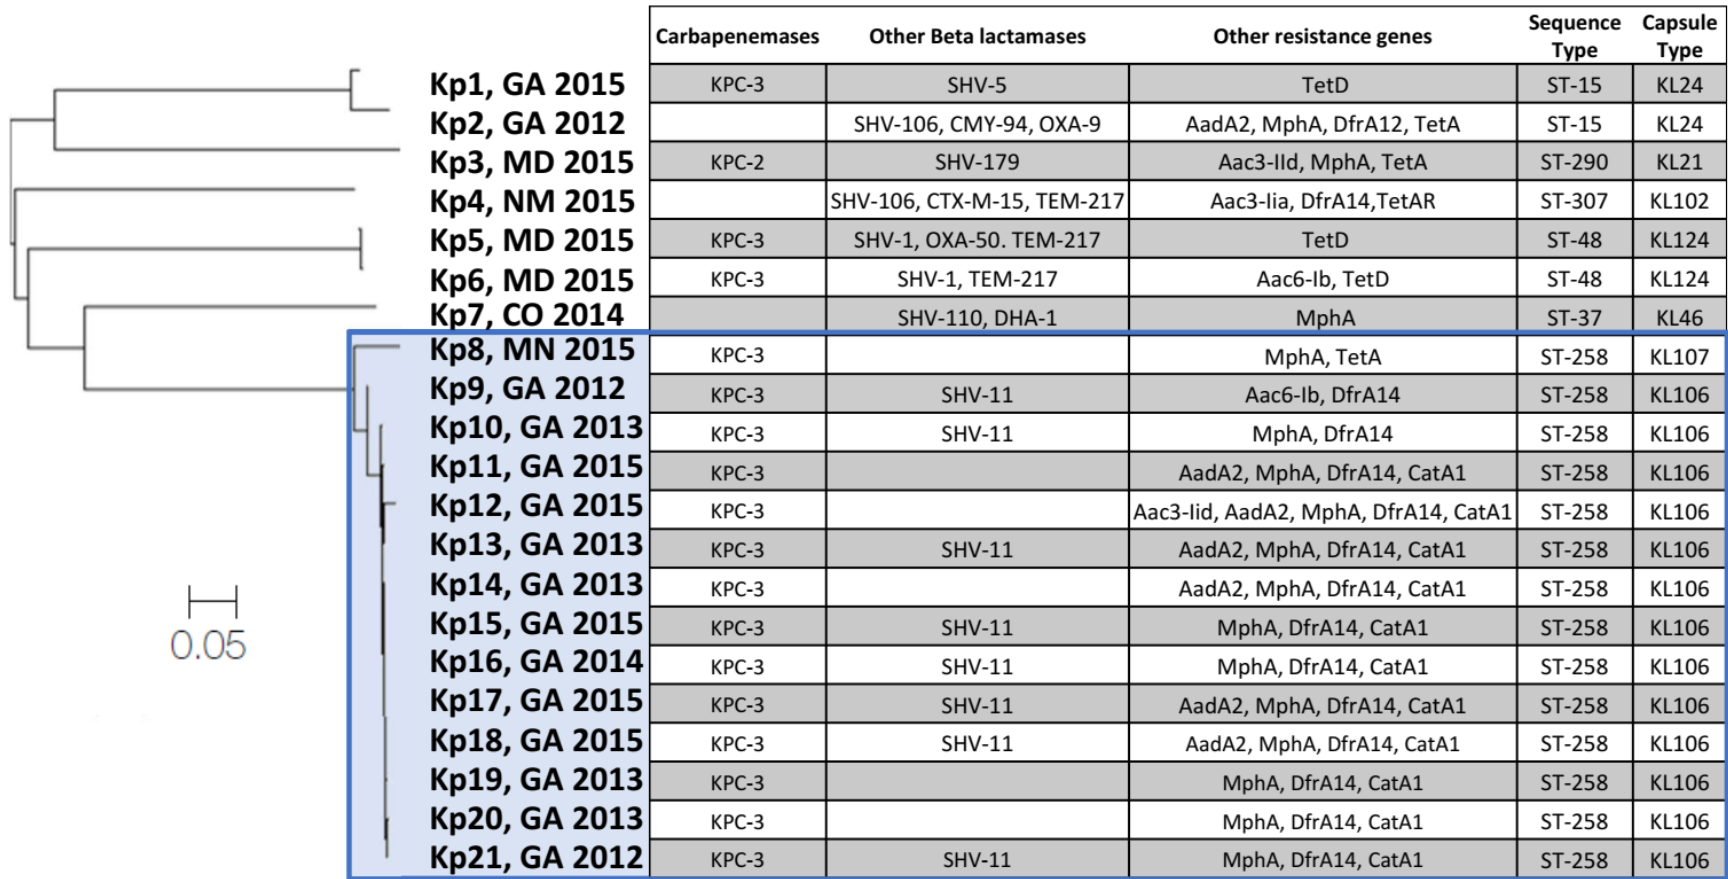 Carbapenemases Other Beta lactamases Other resistance genes Sequence Type Capsule Type
Kp1, GA 2015 KPC-3 SHV-5 TetD ST-15 KL24
Kp2, GA 2012 SHV-106, CMY-94, OXA-9 AadA2, MphA, DfrA12, TetA ST-15 KL24
Kp3, MD 2015 KPC-2 SHV-179 Aac3-IId, MphA, TetA ST-290 KL21
Kp4, NM 2015 SHV-106, CTX-M-15, TEM-217 Aac3-Iia, DfrA14,TetAR ST-307 KL102
Kp5, MD 2015 KPC-3 SHV-1, OXA-50. TEM-217 TetD ST-48 KL124
Kp6, MD 2015 KPC-3 SHV-1, TEM-217 Aac6-Ib, TetD ST-48 KL124
Kp7, CO 2014 SHV-110, DHA-1 MphA ST-37 KL46
Kp8, MN 2015 KPC-3 MphA, TetA ST-258 KL107
Kp9, GA 2012 KPC-3 SHV-11 Aac6-Ib, DfrA14 ST-258 KL106
Kp10, GA 2013 KPC-3 SHV-11 MphA, DfrA14 ST-258 KL106
Kp11, GA 2015 KPC-3 AadA2, MphA, DfrA14, CatA1 ST-258 KL106
Kp12, GA 2015 KPC-3 Aac3-Iid, AadA2, MphA, DfrA14, CatA1 ST-258 KL106
Kp13, GA 2013 KPC-3 SHV-11 AadA2, MphA, DfrA14, CatA1 ST-258 KL106
Kp14, GA 2013 KPC-3 AadA2, MphA, DfrA14, CatA1 ST-258 KL106
Kp15, GA 2015 KPC-3 SHV-11 MphA, DfrA14, CatA1 ST-258 KL106
0.05
Kp16, GA 2014 KPC-3 SHV-11 MphA, DfrA14, CatA1 ST-258 KL106
Kp17, GA 2015 KPC-3 SHV-11 AadA2, MphA, DfrA14, CatA1 ST-258 KL106
Kp18, GA 2015 KPC-3 SHV-11 AadA2, MphA, DfrA14, CatA1 ST-258 KL106
Kp19, GA 2013 KPC-3 MphA, DfrA14, CatA1 ST-258 KL106
Kp20, GA 2013 KPC-3 MphA, DfrA14, CatA1 ST-258 KL106
Kp21, GA 2012 KPC-3 SHV-11 MphA, DfrA14, CatA1 ST-258 KL106